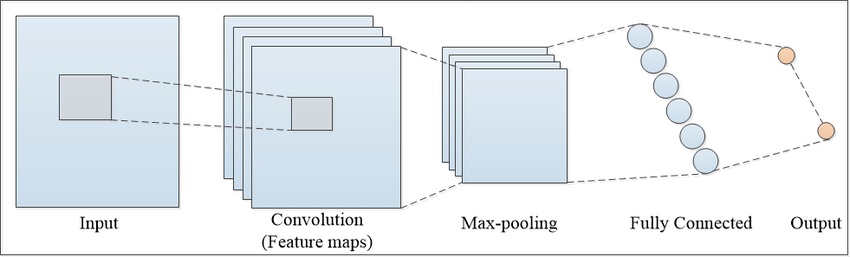 Input
Convolution
(Feature maps)
Max-pooling
Fully Connected
Output